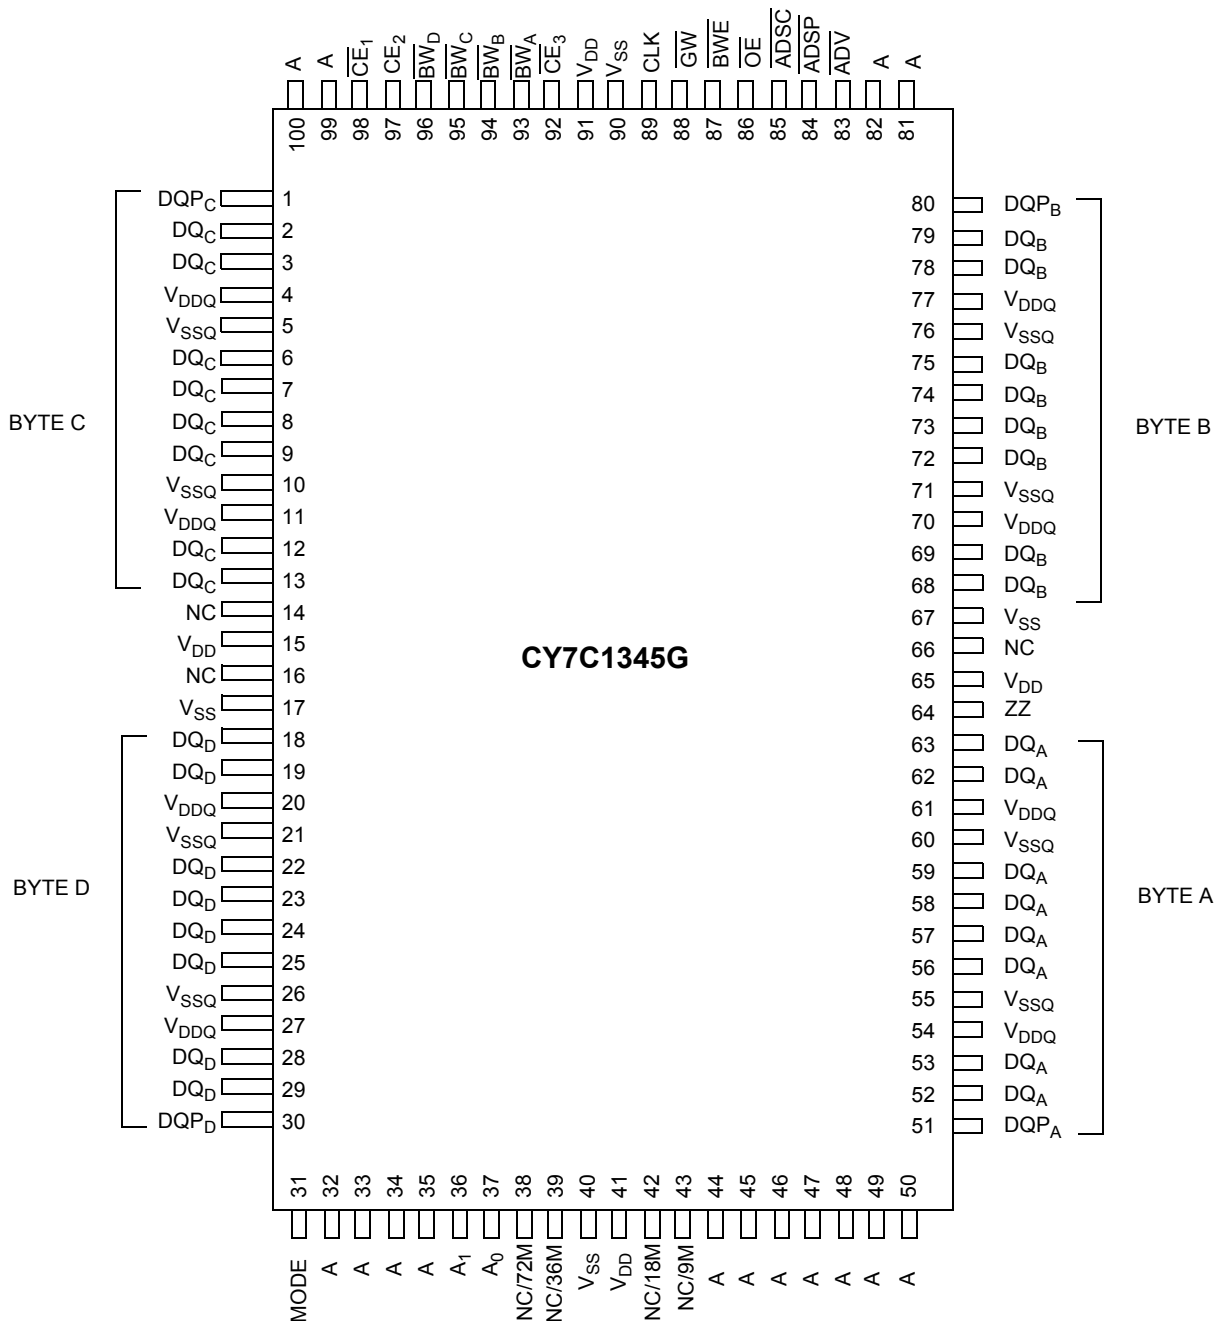 A A CE1 CE2 BWD BWC BWB BWA CE3 VDD VSS CLK GW BWE OE ADSC ADSP ADV A A
100 99 98 97 96 95 94 93 92 91 90 89 88 87 86 85 84 83 82 81
BYTE C
DQPC 1
DQC 2
DQC 3
VDDQ 4
VSSQ 5
DQC 6
DQC 7
DQC 8
DQC 9
VSSQ 10
VDDQ 11
DQC 12
DQC 13
NC 14
VDD 15
NC 16
VSS 17
BYTE D
DQD 18
DQD 19
VDDQ 20
VSSQ 21
DQD 22
DQD 23
DQD 24
DQD 25
VSSQ 26
VDDQ 27
DQD 28
DQD 29
DQPD 30
CY7C1345G
80 DQPB
79 DQB
78 DQB
77 VDDQ
76 VSSQ
75 DQB
74 DQB
73 DQB
72 DQB
71 VSSQ
70 VDDQ
69 DQB
68 DQB
BYTE B
67 VSS
66 NC
65 VDD
64 ZZ
63 DQA
62 DQA
61 VDDQ
60 VSSQ
59 DQA
58 DQA
57 DQA
56 DQA
55 VSSQ
54 VDDQ
53 DQA
52 DQA
51 DQPA
BYTE A
31 32 33 34 35 36 37 38 39 40 41 42 43 44 45 46 47 48 49 50
MODE A A A A A1 A0 NC/72M NC/36M VSS VDD NC/18M NC/9M A A A A A A A